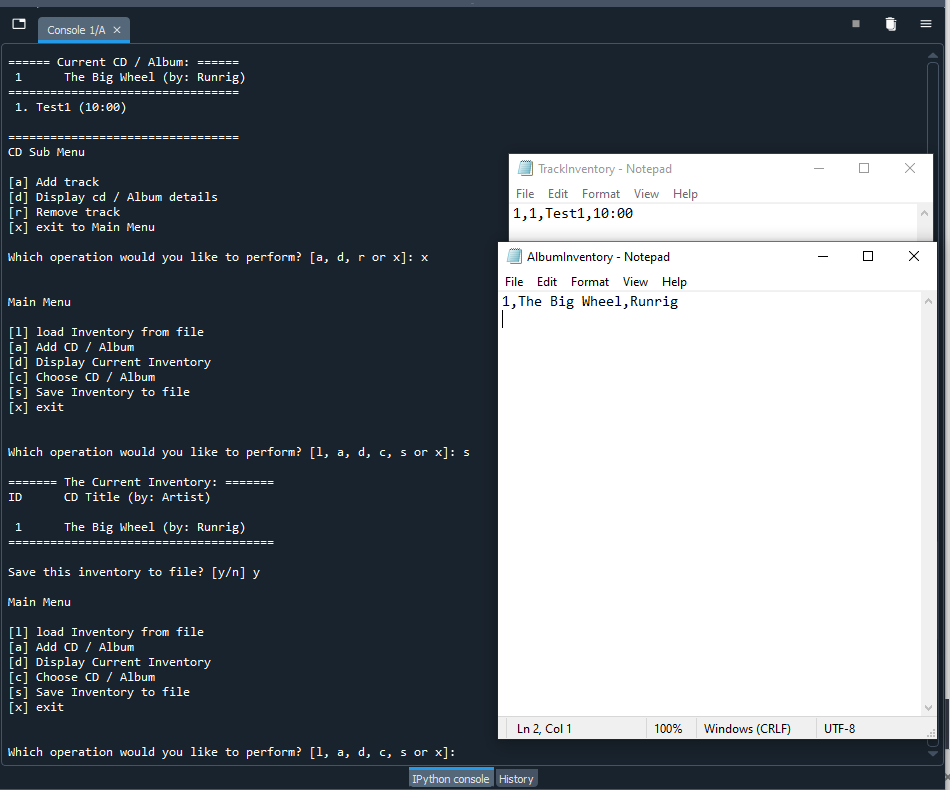 Console 1/A ×
====== Current CD / Album: ======
1      The Big Wheel (by: Runrig)
=================================
1. Test1 (10:00)
=================================
CD Sub Menu
[a] Add track
[d] Display cd / Album details
[r] Remove track
[x] exit to Main Menu
Which operation would you like to perform? [a, d, r or x]: x
Main Menu
[l] load Inventory from file
[a] Add CD / Album
[d] Display Current Inventory
[c] Choose CD / Album
[s] Save Inventory to file
[x] exit
Which operation would you like to perform? [l, a, d, c, s or x]: s
======= The Current Inventory: =======
ID      CD Title (by: Artist)
1      The Big Wheel (by: Runrig)
======================================
Save this inventory to file? [y/n] y
Main Menu
[l] load Inventory from file
[a] Add CD / Album
[d] Display Current Inventory
[c] Choose CD / Album
[s] Save Inventory to file
[x] exit
Which operation would you like to perform? [l, a, d, c, s or x]:
TrackInventory - Notepad
File Edit Format View Help
1,1,Test1,10:00
AlbumInventory - Notepad
File Edit Format View Help
1,The Big Wheel,Runrig
Ln 2, Col 1 100% Windows (CRLF) UTF-8
IPython console History